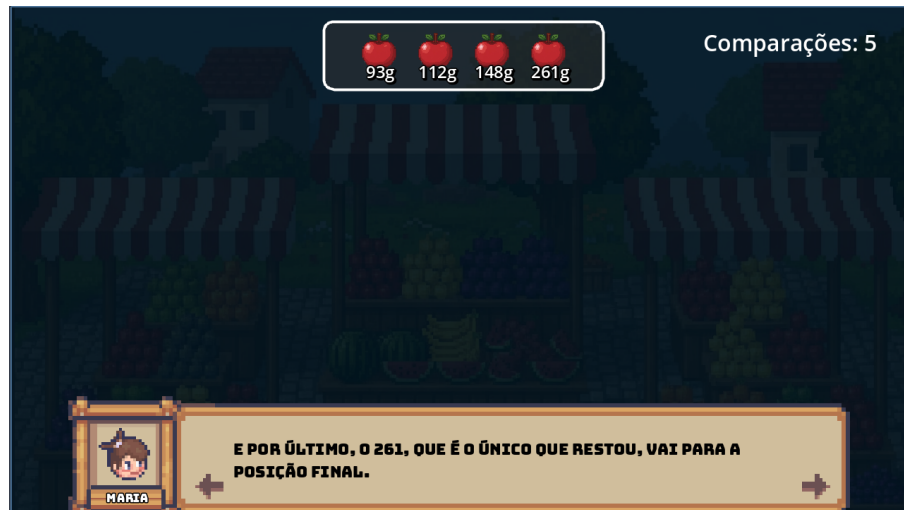 93g 112g 148g 261g
Comparações: 5
E POR ÚLTIMO, O 261, QUE É O ÚNICO QUE RESTOU, VAI PARA A
POSIÇÃO FINAL.
MARIA